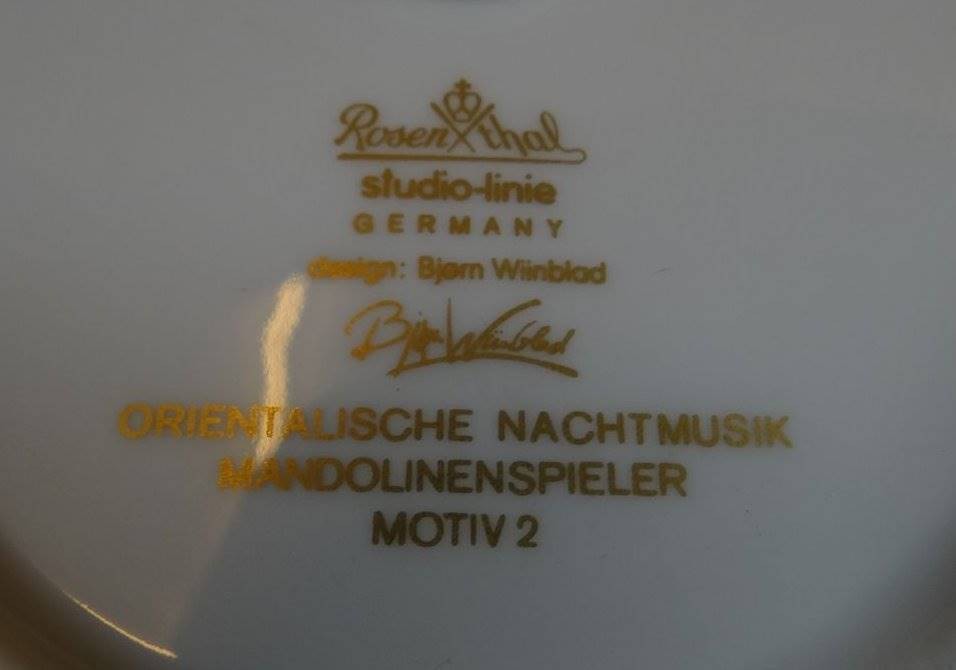 Rosenthal
studio-linie
GERMANY
design: Bjørn Wiinblad
Bjørn Wiinblad
ORIENTALISCHE NACHTMUSIK
MANDOLINENSPIELER
MOTIV 2